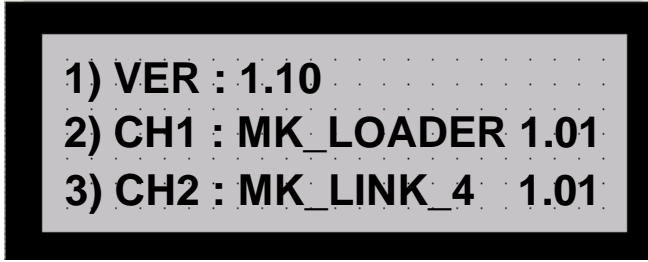 1) VER : 1.10
2) CH1 : MK_LOADER 1.01
3) CH2 : MK_LINK_4 1.01